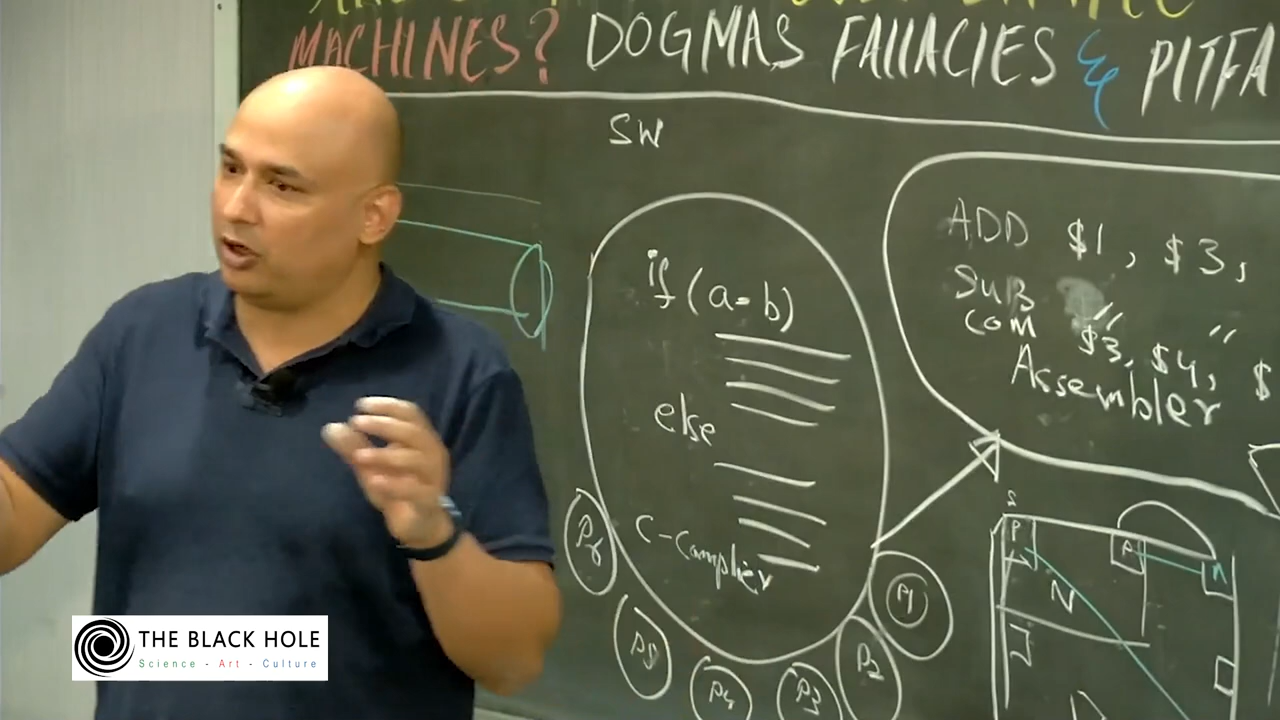 MACHINES? DOGMAS FAllACIES & PITFA
SW
if (a=b)
else
C-Complier
ADD $1, $3,
SUB " "
COM $3, $4, $
Assembler
P1
P2
P3
P4
P5
P6
S
P
N
THE BLACK HOLE
Science - Art - Culture